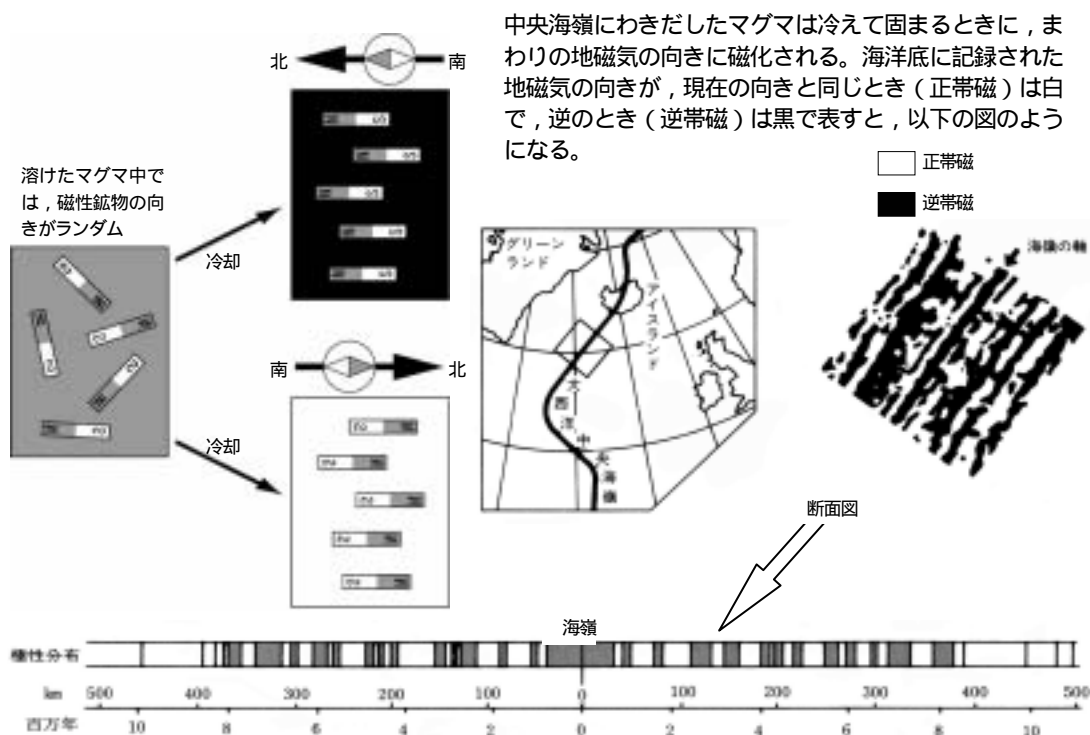 中央海嶺にわきだしたマグマは冷えて固まるときに，ま
わりの地磁気の向きに磁化される。海洋底に記録された
地磁気の向きが，現在の向きと同じとき（正帯磁）は白
で，逆のとき（逆帯磁）は黒で表すと，以下の図のよう
になる。
正帯磁
逆帯磁
北 南
溶けたマグマ中で
は，磁性鉱物の向
きがランダム
冷却
南 北
冷却
グリーン
ランド
アイスランド
大西洋中央海嶺
海嶺の軸
断面図
海嶺
極性分布
km 500 400 300 200 100 0 100 200 300 400 500
百万年 10 8 6 4 2 0 2 4 6 8 10